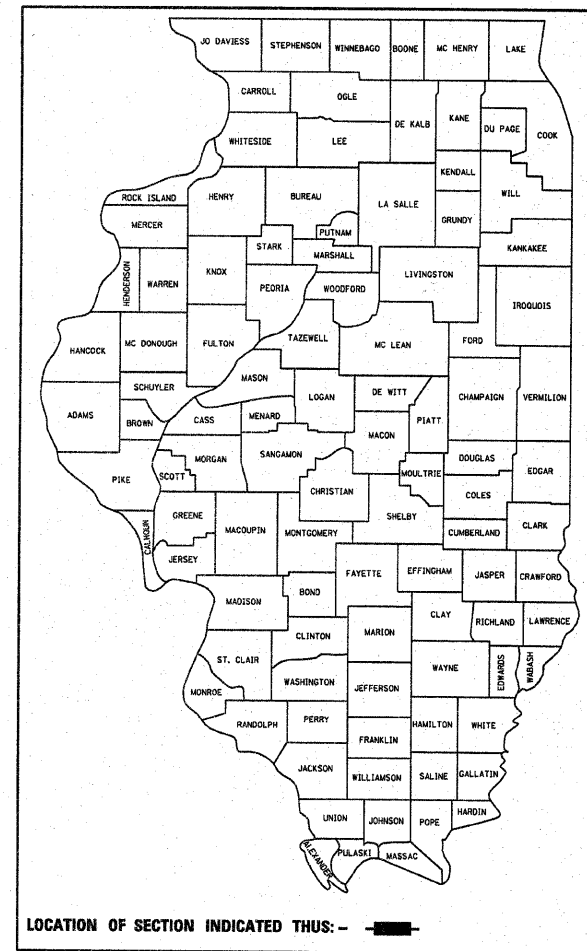 JO DAVIESS STEPHENSON WINNEBAGO BOONE MC HENRY LAKE
CARROLL OGLE DE KALB KANE DU PAGE COOK
WHITESIDE LEE
KENDALL WILL
ROCK ISLAND HENRY BUREAU LA SALLE GRUNDY
MERCER PUTNAM
STARK MARSHALL KANKAKEE
HENDERSON WARREN KNOX PEORIA WOODFORD LIVINGSTON IROQUOIS
HANCOCK MC DONOUGH FULTON TAZEWELL MC LEAN FORD
MASON
SCHUYLER LOGAN DE WITT CHAMPAIGN VERMILION
ADAMS BROWN CASS MENARD MACON PIATT
MORGAN SANGAMON DOUGLAS EDGAR
PIKE SCOTT CHRISTIAN MOULTRIE COLES
GREENE MACOUPIN MONTGOMERY SHELBY CUMBERLAND CLARK
CALHOUN JERSEY
FAYETTE EFFINGHAM JASPER CRAWFORD
MADISON BOND
CLAY RICHLAND LAWRENCE
CLINTON MARION
ST. CLAIR WAYNE EDWARDS WABASH
MONROE WASHINGTON JEFFERSON
RANDOLPH PERRY HAMILTON WHITE
FRANKLIN
JACKSON WILLIAMSON SALINE GALLATIN
UNION JOHNSON POPE HARDIN
ALEXANDER PULASKI MASSAC
LOCATION OF SECTION INDICATED THUS: -